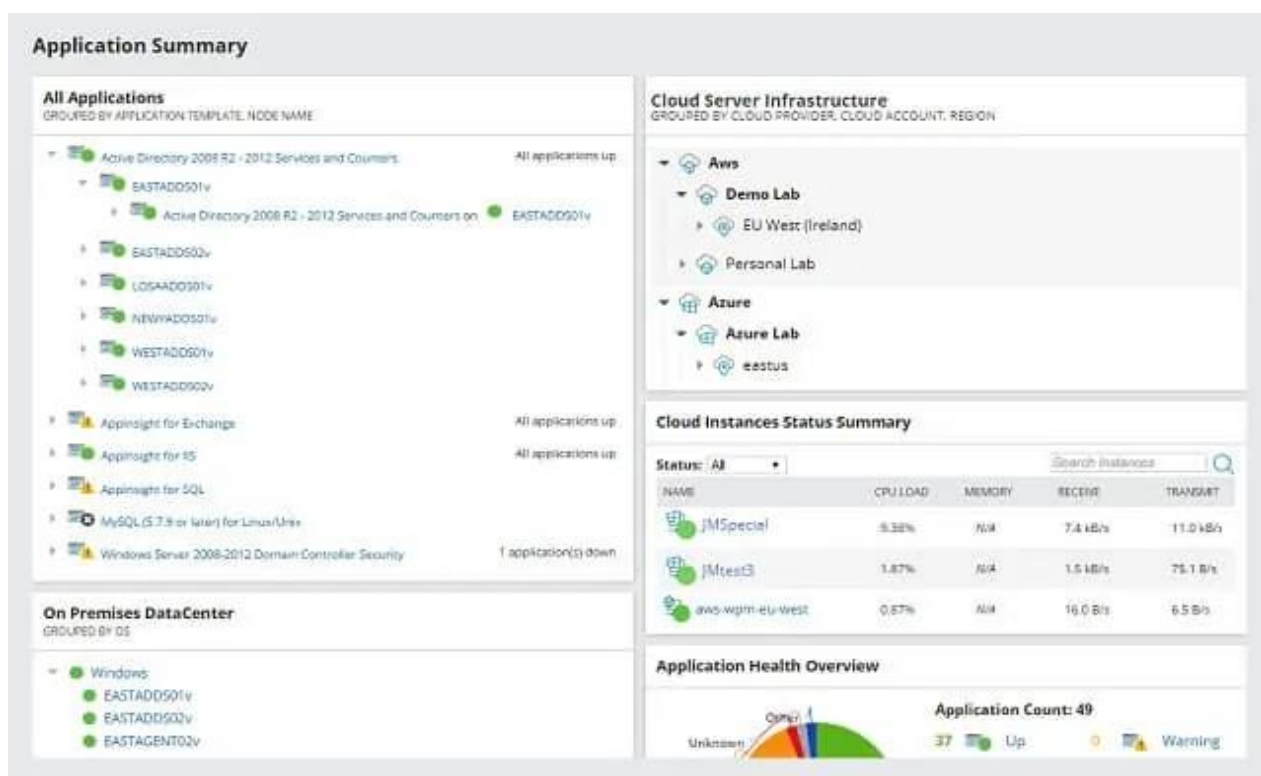 Application Summary
All Applications
GROUPED BY APPLICATION TEMPLATE, NODE NAME
Active Directory 2008 R2 - 2012 Services and Counters
All applications up
EASTADDS01v
Active Directory 2008 R2 - 2012 Services and Counters on
EASTADDS01v
EASTADDS02v
LOSAADDS01v
NEWYADDS01v
WESTADDS01v
WESTADDS02v
AppInsight for Exchange
All applications up
AppInsight for IIS
All applications up
AppInsight for SQL
MySQL (5.7.9 or later) for Linux/Unix
Windows Server 2008-2012 Domain Controller Security
1 application(s) down
On Premises DataCenter
GROUPED BY OS
Windows
EASTADDS01v
EASTADDS02v
EASTAGENT02v
Cloud Server Infrastructure
GROUPED BY CLOUD PROVIDER, CLOUD ACCOUNT, REGION
Aws
Demo Lab
EU West (Ireland)
Personal Lab
Azure
Azure Lab
eastus
Cloud Instances Status Summary
Status: All
Search Instances
NAME CPU LOAD MEMORY RECEIVE TRANSMIT
JMSpecial N/A 7.4 kB/s 11.0 kB/s
JMtest3 1.87% N/A 1.5 kB/s 75.1 B/s
aws-wpm-eu-west 0.67% N/A 16.0 B/s 6.5 B/s
Application Health Overview
Other
Unknown
Application Count: 49
37 Up
0 Warning